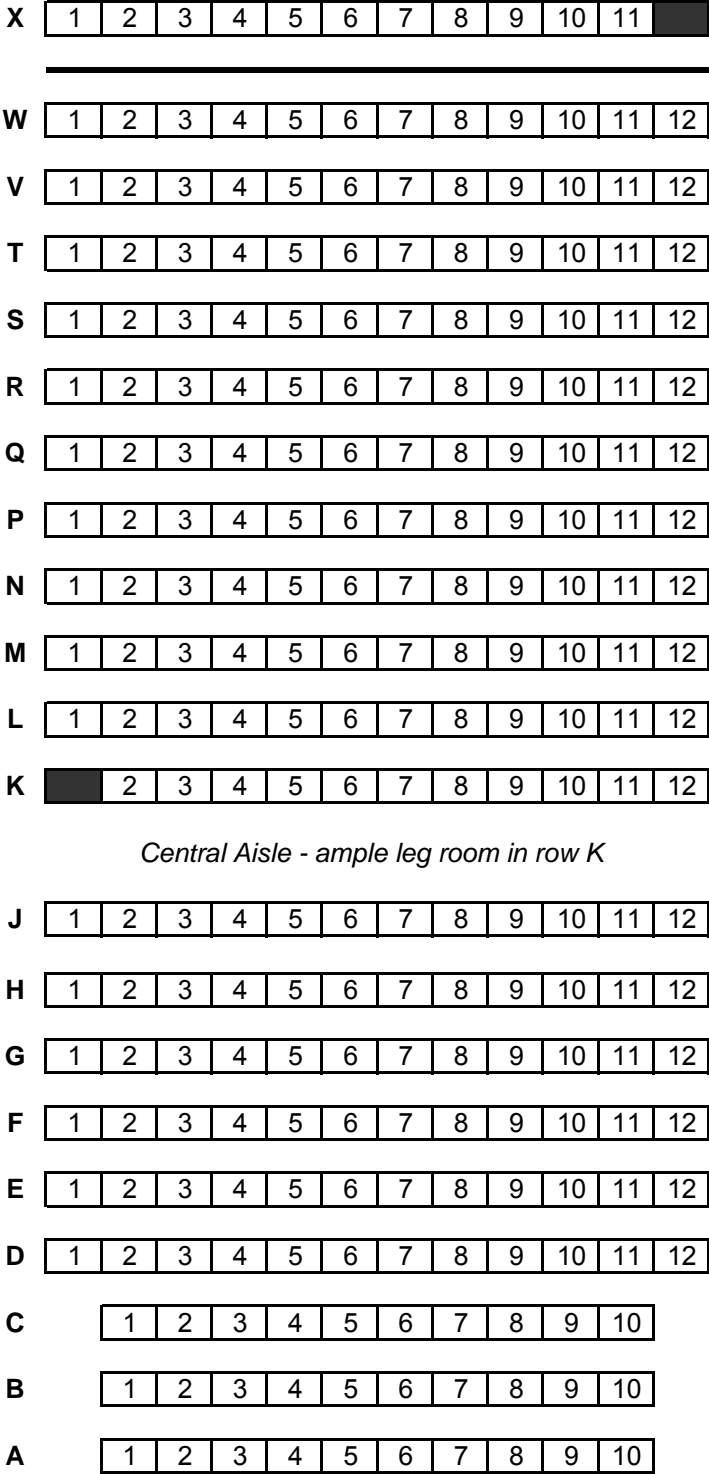 X 1 2 3 4 5 6 7 8 9 10 11
W 1 2 3 4 5 6 7 8 9 10 11 12
V 1 2 3 4 5 6 7 8 9 10 11 12
T 1 2 3 4 5 6 7 8 9 10 11 12
S 1 2 3 4 5 6 7 8 9 10 11 12
R 1 2 3 4 5 6 7 8 9 10 11 12
Q 1 2 3 4 5 6 7 8 9 10 11 12
P 1 2 3 4 5 6 7 8 9 10 11 12
N 1 2 3 4 5 6 7 8 9 10 11 12
M 1 2 3 4 5 6 7 8 9 10 11 12
L 1 2 3 4 5 6 7 8 9 10 11 12
K 2 3 4 5 6 7 8 9 10 11 12
Central Aisle - ample leg room in row K
J 1 2 3 4 5 6 7 8 9 10 11 12
H 1 2 3 4 5 6 7 8 9 10 11 12
G 1 2 3 4 5 6 7 8 9 10 11 12
F 1 2 3 4 5 6 7 8 9 10 11 12
E 1 2 3 4 5 6 7 8 9 10 11 12
D 1 2 3 4 5 6 7 8 9 10 11 12
C 1 2 3 4 5 6 7 8 9 10
B 1 2 3 4 5 6 7 8 9 10
A 1 2 3 4 5 6 7 8 9 10